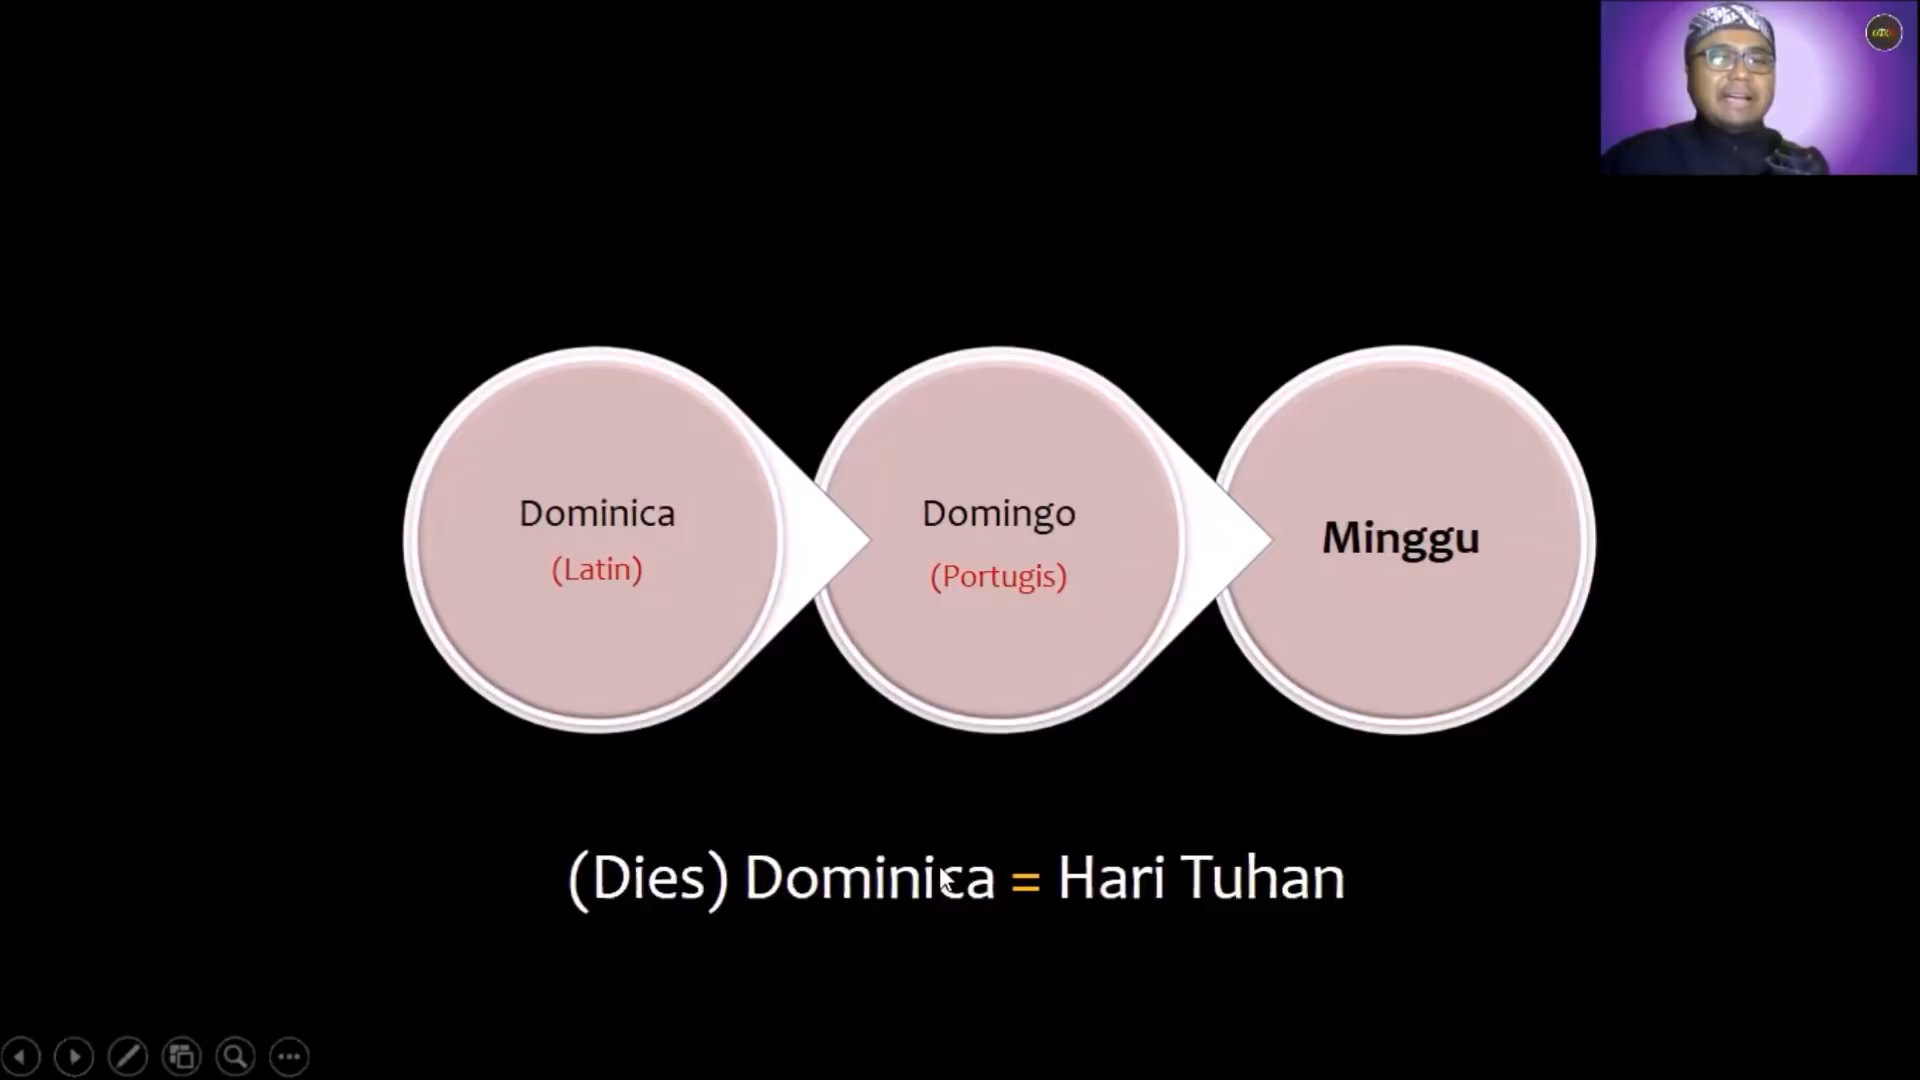 Dominica
(Latin)
Domingo
(Portugis)
Minggu
(Dies) Dominica = Hari Tuhan